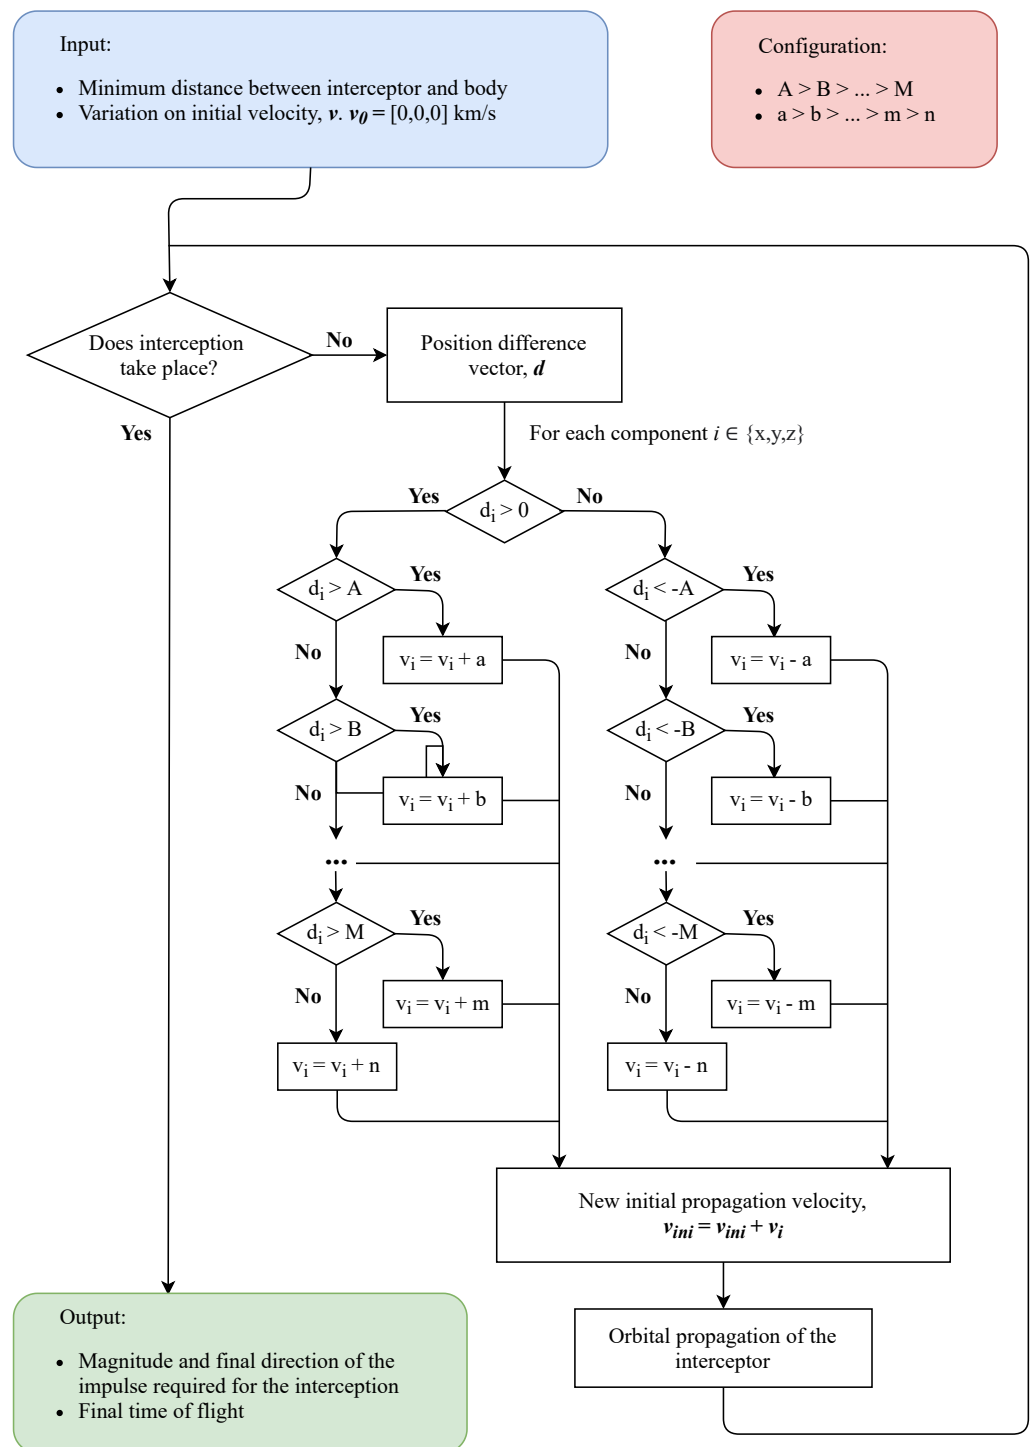 Input:
• Minimum distance between interceptor and body
• Variation on initial velocity, v. v0 = [0,0,0] km/s
Configuration:
• A > B > ... > M
• a > b > ... > m > n
Does interception
take place?
No
Position difference
vector, d
Yes
For each component i ∈ {x,y,z}
Yes
No
di > 0
di > A
Yes
di < -A
Yes
No
vi = vi + a
No
vi = vi - a
di > B
Yes
di < -B
Yes
No
vi = vi + b
No
vi = vi - b
...
...
di > M
Yes
di < -M
Yes
No
vi = vi + m
No
vi = vi - m
vi = vi + n
vi = vi - n
New initial propagation velocity,
vini = vini + vi
Orbital propagation of the
interceptor
Output:
• Magnitude and final direction of the
impulse required for the interception
• Final time of flight